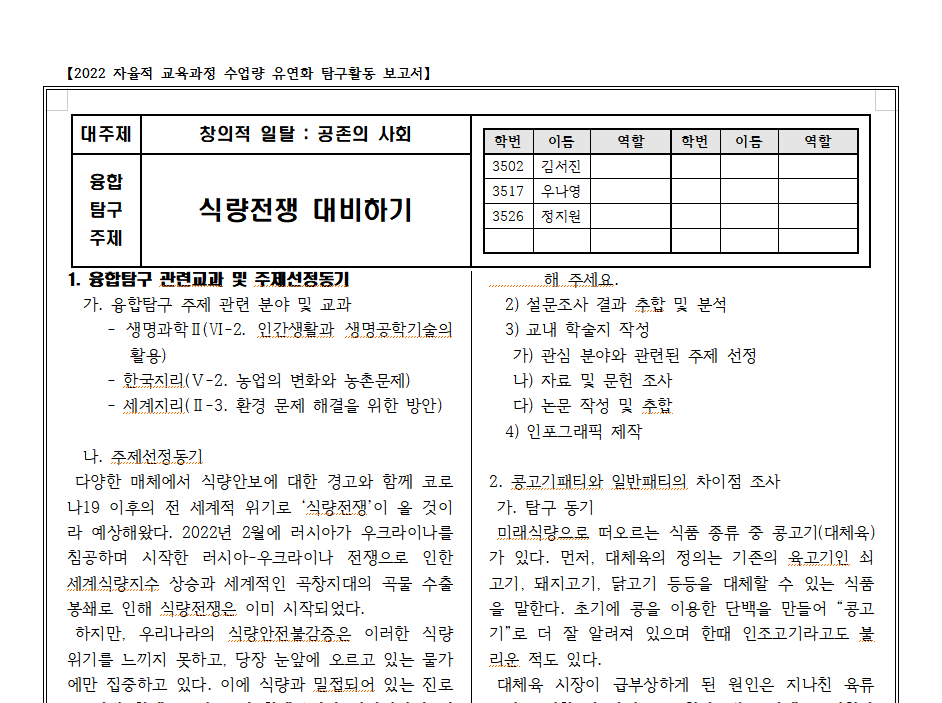 【2022 자율적 교육과정 수업량 유연화 탐구활동 보고서】
대주제
창의적 일탈 : 공존의 사회
융합
탐구
주제
식량전쟁 대비하기
학번 이름 역할 학번 이름 역할
3502 김서진
3517 우나영
3526 정지원
1. 융합탐구 관련교과 및 주제선정동기
가. 융합탐구 주제 관련 분야 및 교과
- 생명과학Ⅱ(Ⅵ-2. 인간생활과 생명공학기술의
활용)
- 한국지리(Ⅴ-2. 농업의 변화와 농촌문제)
- 세계지리(Ⅱ-3. 환경 문제 해결을 위한 방안)
나. 주제선정동기
다양한 매체에서 식량안보에 대한 경고와 함께 코로
나19 이후의 전 세계적 위기로 ‘식량전쟁’이 올 것이
라 예상해왔다. 2022년 2월에 러시아가 우크라이나를
침공하며 시작한 러시아-우크라이나 전쟁으로 인한
세계식량지수 상승과 세계적인 곡창지대의 곡물 수출
봉쇄로 인해 식량전쟁은 이미 시작되었다.
하지만, 우리나라의 식량안전불감증은 이러한 식량
위기를 느끼지 못하고, 당장 눈앞에 오르고 있는 물가
에만 집중하고 있다. 이에 식량과 밀접되어 있는 진로
해 주세요.
2) 설문조사 결과 추합 및 분석
3) 교내 학술지 작성
가) 관심 분야와 관련된 주제 선정
나) 자료 및 문헌 조사
다) 논문 작성 및 추합
4) 인포그래픽 제작
2. 콩고기패티와 일반패티의 차이점 조사
가. 탐구 동기
미래식량으로 떠오르는 식품 종류 중 콩고기(대체육)
가 있다. 먼저, 대체육의 정의는 기존의 육고기인 쇠
고기, 돼지고기, 닭고기 등등을 대체할 수 있는 식품
을 말한다. 초기에 콩을 이용한 단백을 만들어 “콩고
기”로 더 잘 알려져 있으며 한때 인조고기라고도 불
리운 적도 있다.
대체육 시장이 급부상하게 된 원인은 지나친 육류